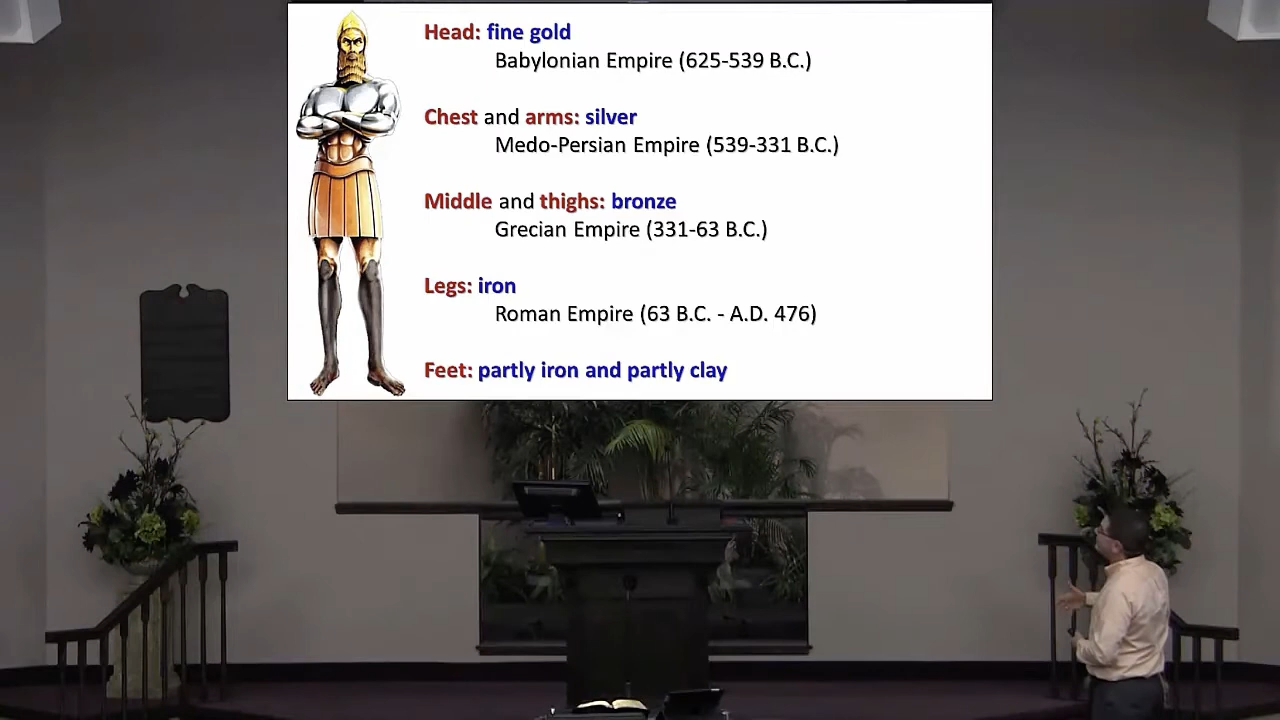 Head: fine gold
Babylonian Empire (625-539 B.C.)
Chest and arms: silver
Medo-Persian Empire (539-331 B.C.)
Middle and thighs: bronze
Grecian Empire (331-63 B.C.)
Legs: iron
Roman Empire (63 B.C. - A.D. 476)
Feet: partly iron and partly clay